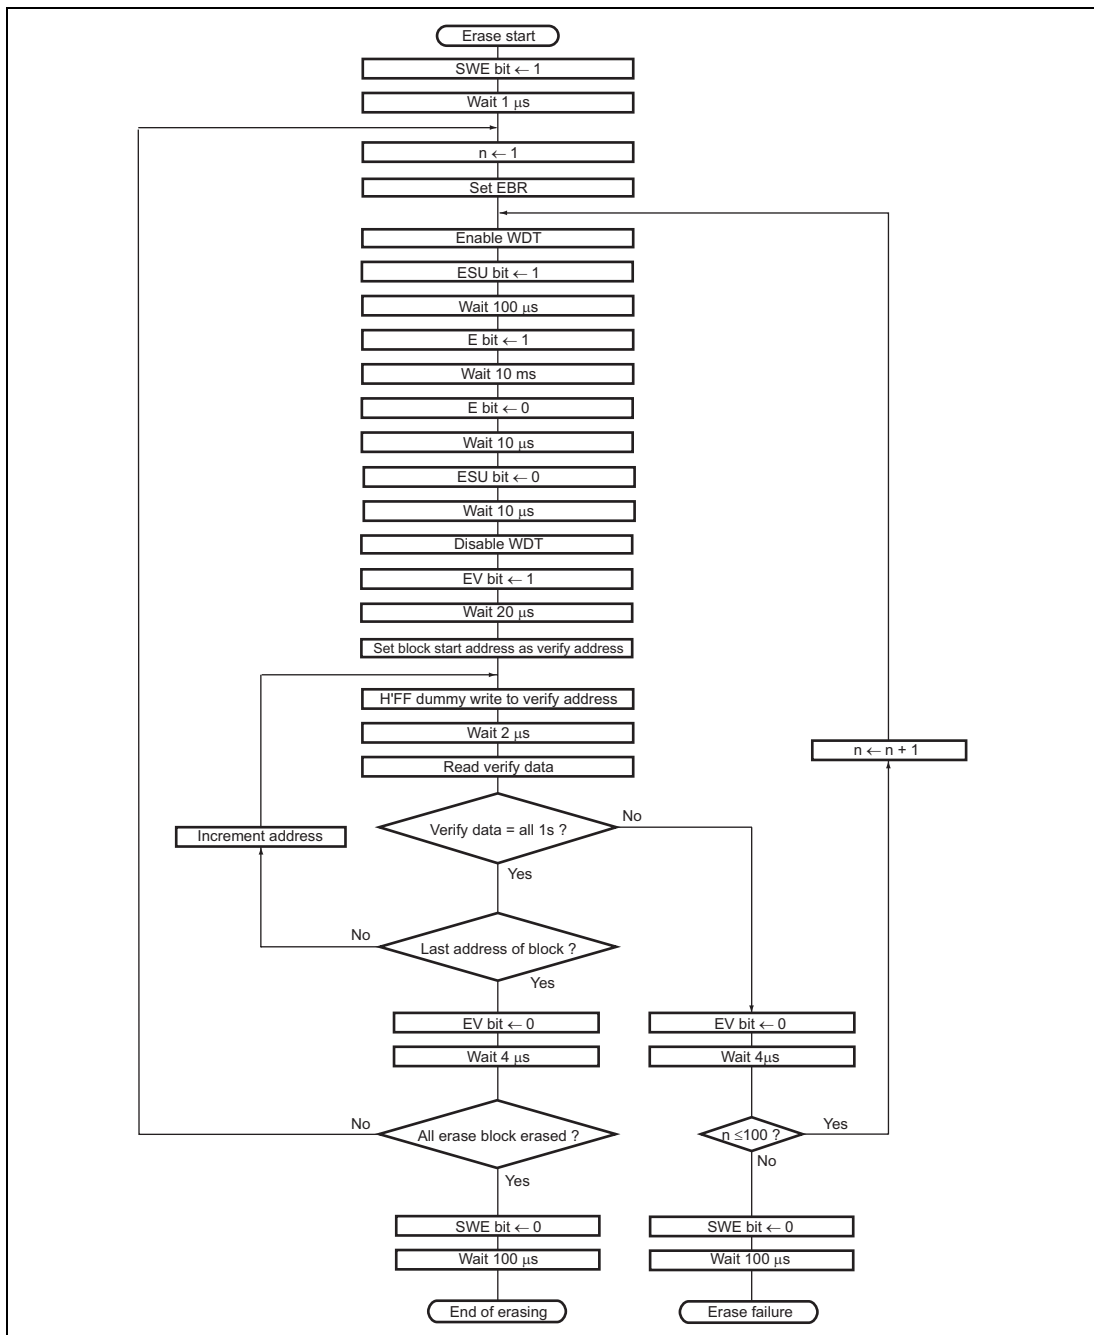 Erase start
SWE bit ← 1
Wait 1 μs
n ← 1
Set EBR
Enable WDT
ESU bit ← 1
Wait 100 μs
E bit ← 1
Wait 10 ms
E bit ← 0
Wait 10 μs
ESU bit ← 0
Wait 10 μs
Disable WDT
EV bit ← 1
Wait 20 μs
Set block start address as verify address
H'FF dummy write to verify address
Wait 2 μs
n ← n + 1
Read verify data
No
Verify data = all 1s ?
Increment address
Yes
No
Last address of block ?
Yes
EV bit ← 0
EV bit ← 0
Wait 4 μs
Wait 4μs
No
All erase block erased ?
n ≤100 ?
Yes
No
Yes
SWE bit ← 0
SWE bit ← 0
Wait 100 μs
Wait 100 μs
End of erasing
Erase failure